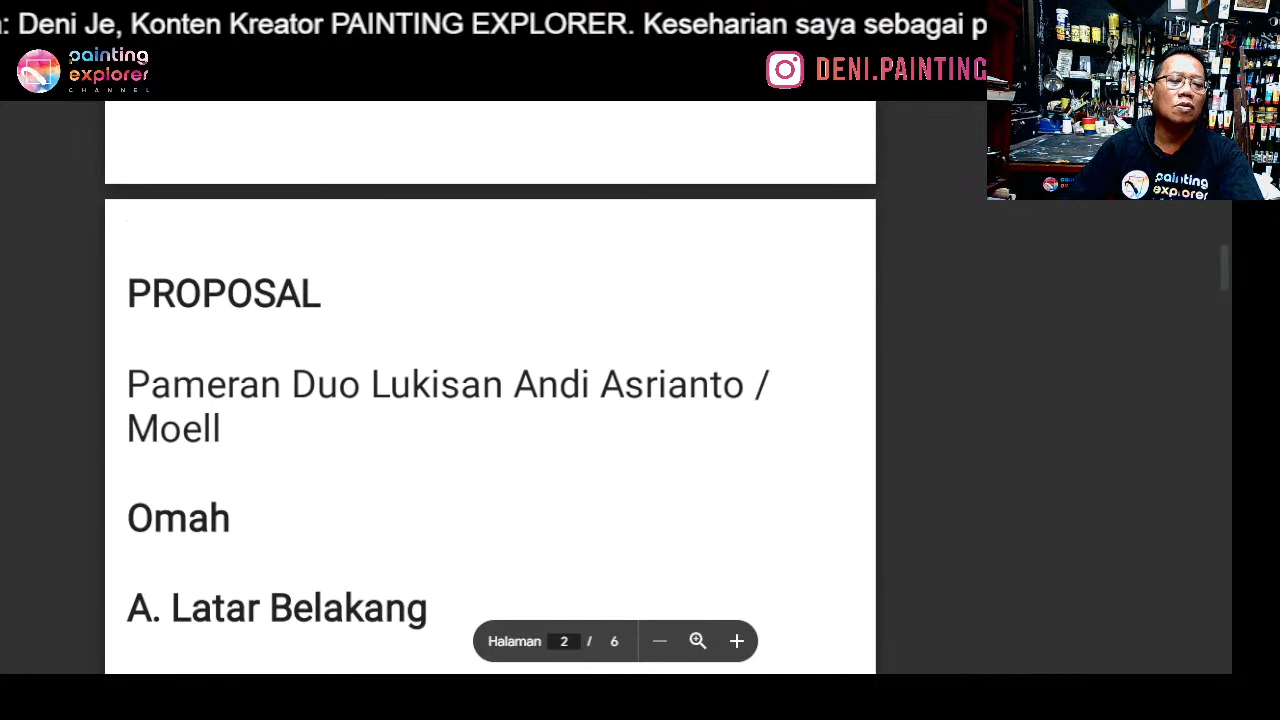 : Deni Je, Konten Kreator PAINTING EXPLORER. Keseharian saya sebagai p
painting
explorer
CHANNEL
DENI.PAINTING
painting
explorer
PROPOSAL
Pameran Duo Lukisan Andi Asrianto /
Moell
Omah
A. Latar Belakang
Halaman 2 / 6